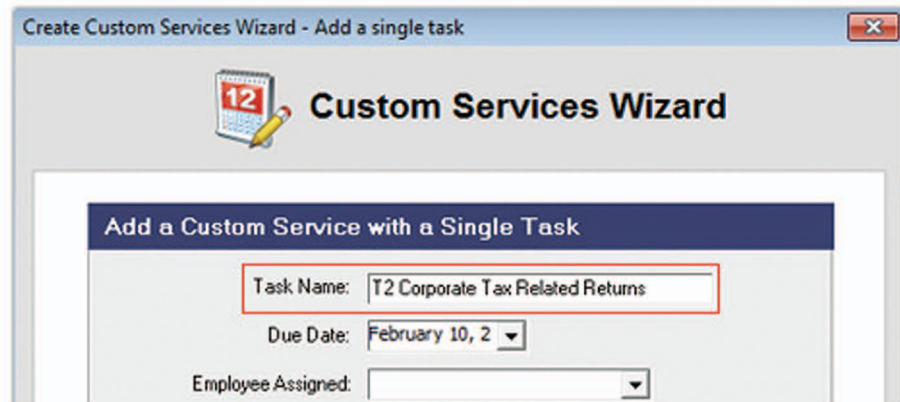 Create Custom Services Wizard - Add a single task
12
Custom Services Wizard
Add a Custom Service with a Single Task
Task Name: T2 Corporate Tax Related Returns
Due Date: February 10, 2
Employee Assigned: